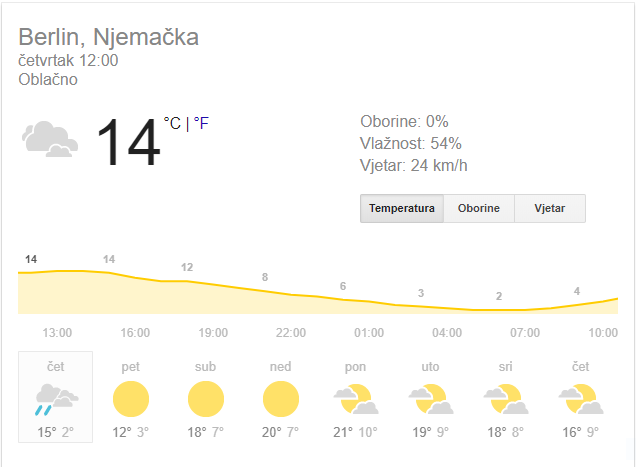 Berlin, Njemačka
četvrtak 12:00
Oblačno
14 °C | °F
Oborine: 0%
Vlažnost: 54%
Vjetar: 24 km/h
Temperatura Oborine Vjetar
14 14 12 8 6 3 2 4
13:00 16:00 19:00 22:00 01:00 04:00 07:00 10:00
čet pet sub ned pon uto sri čet
15° 2° 12° 3° 18° 7° 20° 7° 21° 10° 19° 9° 18° 8° 16° 9°